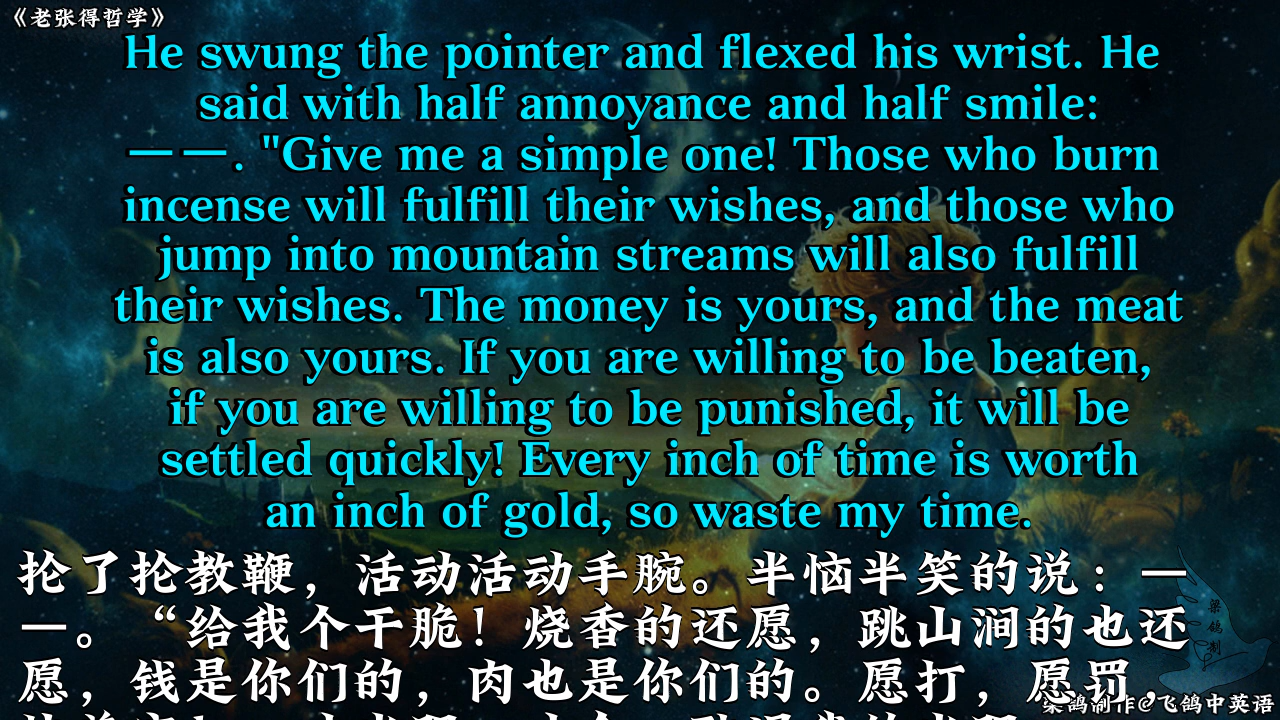 《老张得哲学》
He swung the pointer and flexed his wrist. He
said with half annoyance and half smile:
一一. "Give me a simple one! Those who burn
incense will fulfill their wishes, and those who
jump into mountain streams will also fulfill
their wishes. The money is yours, and the meat
is also yours. If you are willing to be beaten,
if you are willing to be punished, it will be
settled quickly! Every inch of time is worth
an inch of gold, so waste my time.
抡了抡教鞭，活动活动手腕。半恼半笑的说：一
一。“给我个干脆！烧香的还愿，跳山涧的也还
愿，钱是你们的，肉也是你们的。愿打，愿罚，
梁鸽制
梁鸽制作@飞鸽中英语